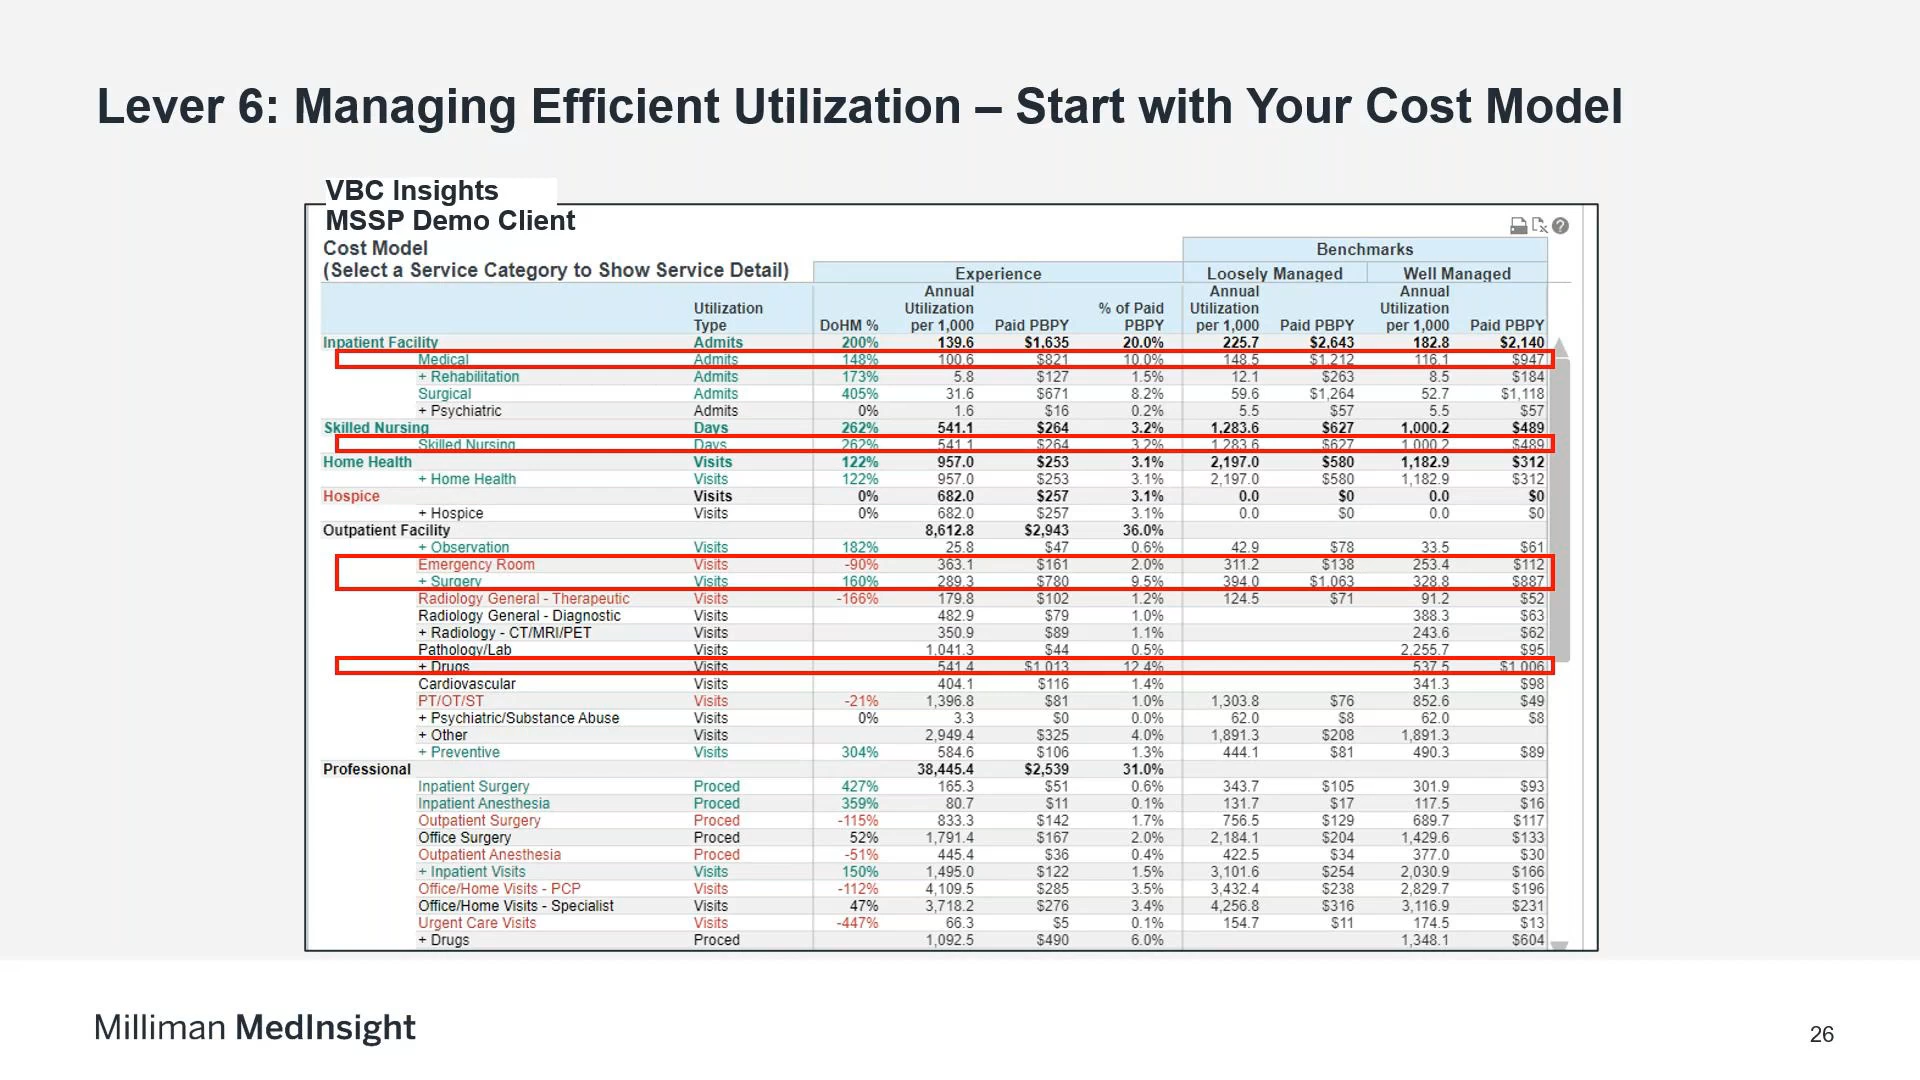 Lever 6: Managing Efficient Utilization – Start with Your Cost Model
VBC Insights
MSSP Demo Client
Cost Model
(Select a Service Category to Show Service Detail)
Benchmarks
Experience Loosely Managed Well Managed
Utilization Type DoHM % Annual Utilization per 1,000 Paid PBPY % of Paid PBPY Annual Utilization per 1,000 Paid PBPY Annual Utilization per 1,000 Paid PBPY
Inpatient Facility Admits 200% 139.6 $1,635 20.0% 225.7 $2,643 182.8 $2,140
Medical Admits 148% 100.6 $821 10.0% 148.5 $1,212 116.1 $947
+ Rehabilitation Admits 173% 5.8 $127 1.5% 12.1 $263 8.5 $184
Surgical Admits 405% 31.6 $671 8.2% 59.6 $1,264 52.7 $1,118
+ Psychiatric Admits 0% 1.6 $16 0.2% 5.5 $57 5.5 $57
Skilled Nursing Days 262% 541.1 $264 3.2% 1,283.6 $627 1,000.2 $489
Skilled Nursing Days 262% 541.1 $264 3.2% 1,283.6 $627 1,000.2 $489
Home Health Visits 122% 957.0 $253 3.1% 2,197.0 $580 1,182.9 $312
+ Home Health Visits 122% 957.0 $253 3.1% 2,197.0 $580 1,182.9 $312
Hospice Visits 0% 682.0 $257 3.1% 0.0 $0 0.0 $0
+ Hospice Visits 0% 682.0 $257 3.1% 0.0 $0 0.0 $0
Outpatient Facility 8,612.8 $2,943 36.0%
+ Observation Visits 182% 25.8 $47 0.6% 42.9 $78 33.5 $61
Emergency Room Visits -90% 363.1 $161 2.0% 311.2 $138 253.4 $112
+ Surgery Visits 160% 289.3 $780 9.5% 394.0 $1,063 328.8 $887
Radiology General - Therapeutic Visits -166% 179.8 $102 1.2% 124.5 $71 91.2 $52
Radiology General - Diagnostic Visits 482.9 $79 1.0% 388.3 $63
+ Radiology - CT/MRI/PET Visits 350.9 $89 1.1% 243.6 $62
Pathology/Lab Visits 1,041.3 $44 0.5% 2,255.7 $95
+ Drugs Visits 541.4 $1,013 12.4% 537.5 $1,006
Cardiovascular Visits 404.1 $116 1.4% 341.3 $98
PT/OT/ST Visits -21% 1,396.8 $81 1.0% 1,303.8 $76 852.6 $49
+ Psychiatric/Substance Abuse Visits 0% 3.3 $0 0.0% 62.0 $8 62.0 $8
+ Other Visits 2,949.4 $325 4.0% 1,891.3 $208 1,891.3
+ Preventive Visits 304% 584.6 $106 1.3% 444.1 $81 490.3 $89
Professional 38,445.4 $2,539 31.0%
Inpatient Surgery Proced 427% 165.3 $51 0.6% 343.7 $105 301.9 $93
Inpatient Anesthesia Proced 359% 80.7 $11 0.1% 131.7 $17 117.5 $16
Outpatient Surgery Proced -115% 833.3 $142 1.7% 756.5 $129 689.7 $117
Office Surgery Proced 52% 1,791.4 $167 2.0% 2,184.1 $204 1,429.6 $133
Outpatient Anesthesia Proced -51% 445.4 $36 0.4% 422.5 $34 377.0 $30
+ Inpatient Visits Visits 150% 1,495.0 $122 1.5% 3,101.6 $254 2,030.9 $166
Office/Home Visits - PCP Visits -112% 4,109.5 $285 3.5% 3,432.4 $238 2,829.7 $196
Office/Home Visits - Specialist Visits 47% 3,718.2 $276 3.4% 4,256.8 $316 3,116.9 $231
Urgent Care Visits Visits -447% 66.3 $5 0.1% 154.7 $11 174.5 $13
+ Drugs Proced 1,092.5 $490 6.0% 1,348.1 $604
Milliman MedInsight
26